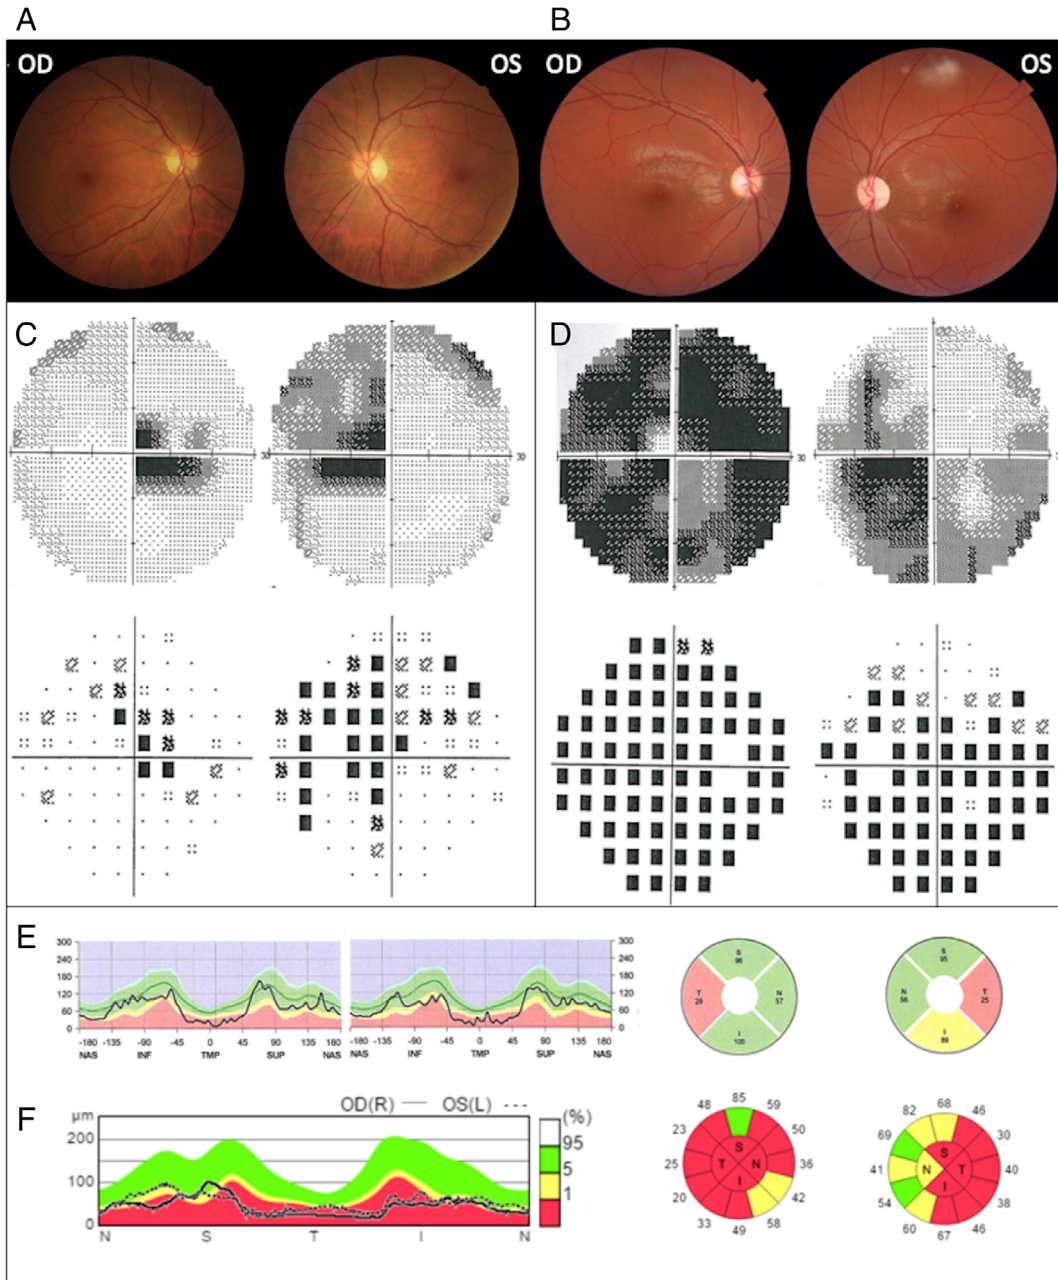 A
B
OD
OS
OD
OS
C
30
30
D
30
E
300
240
180
120
60
0
300
240
180
120
60
0
-180 -135 -90 -45 0 45 90 135 180
NAS INF TMP SUP NAS
-180 -135 -90 -45 0 45 90 135 180
NAS INF TMP SUP NAS
S
96
T
28
N
57
I
100
S
95
N
56
T
25
I
89
F
OD(R) OS(L)
µm
200
100
0
N S T I N
(%)
95
5
1
48 85 59
23 50
25 36
20 42
33 49 58
S
T N
I
82 68 46
69 30
41 40
54 38
60 67 46
S
N T
I